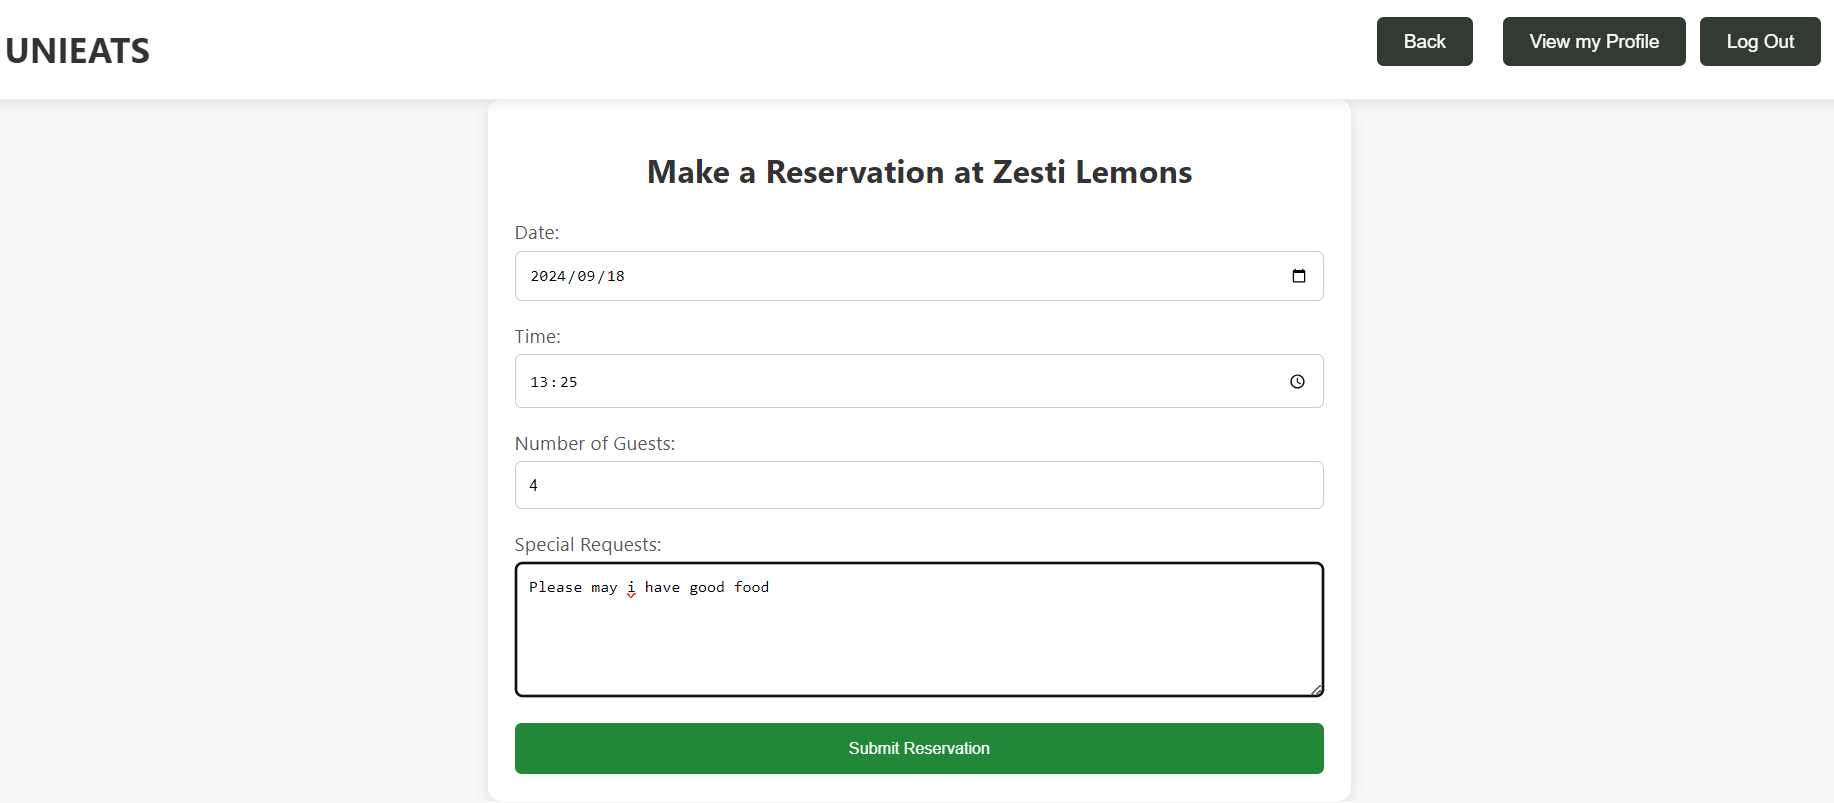 UNIEATS
Back
View my Profile
Log Out
Make a Reservation at Zesti Lemons
Date:
2024/09/18
Time:
13:25
Number of Guests:
4
Special Requests:
Please may i have good food
Submit Reservation